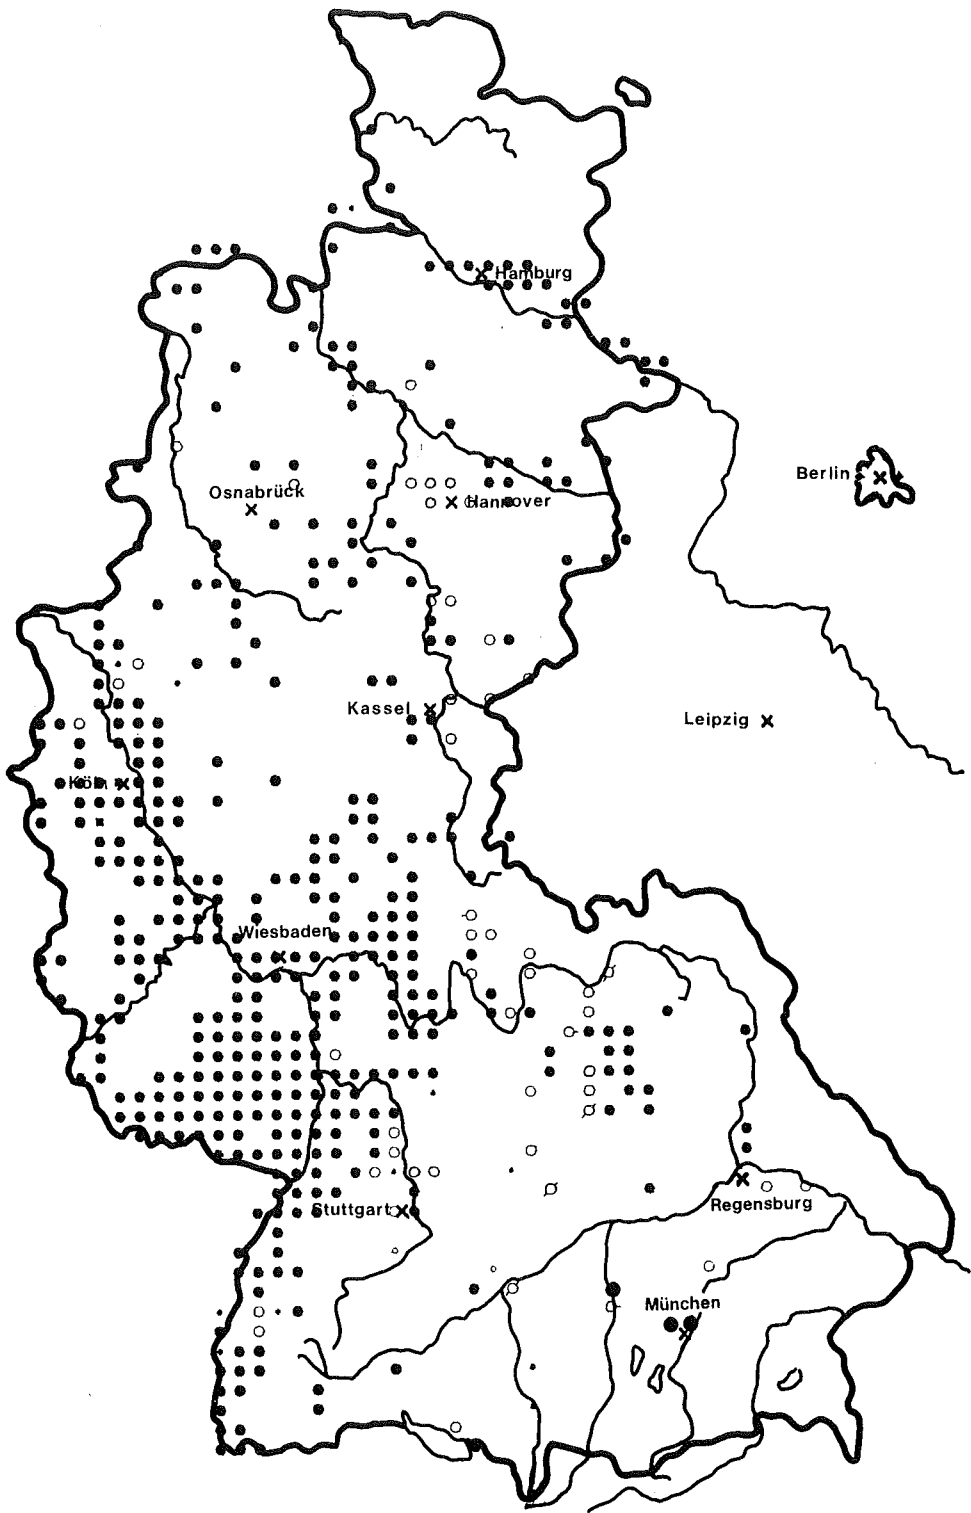 Hamburg
Berlin
Osnabrück
Hannover
Kassel
Leipzig
Köln
Wiesbaden
Stuttgart
Regensburg
München